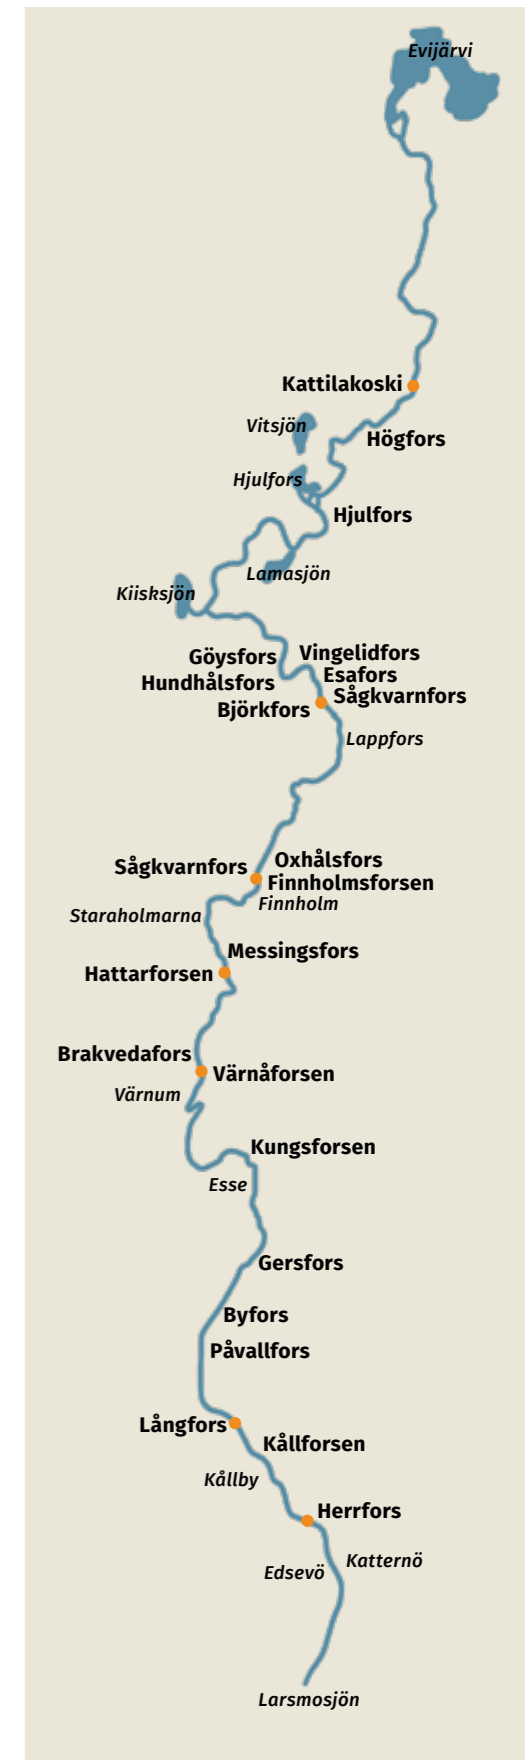 Evijärvi
Kattilakoski
Vitsjön
Högfors
Hjulfors
Hjulfors
Lamasjön
Kiisksjön
Vingelidfors
Göysfors
Esafors
Hundhålsfors
Sågkvarnfors
Björkfors
Lappfors
Oxhålsfors
Sågkvarnfors
Finnholmsforsen
Finnholm
Staraholmarna
Messingsfors
Hattarforsen
Brakvedafors
Värnåforsen
Värnum
Kungsforsen
Esse
Gersfors
Byfors
Påvallfors
Långfors
Kållforsen
Kållby
Herrfors
Katternö
Edsevö
Larsmosjön